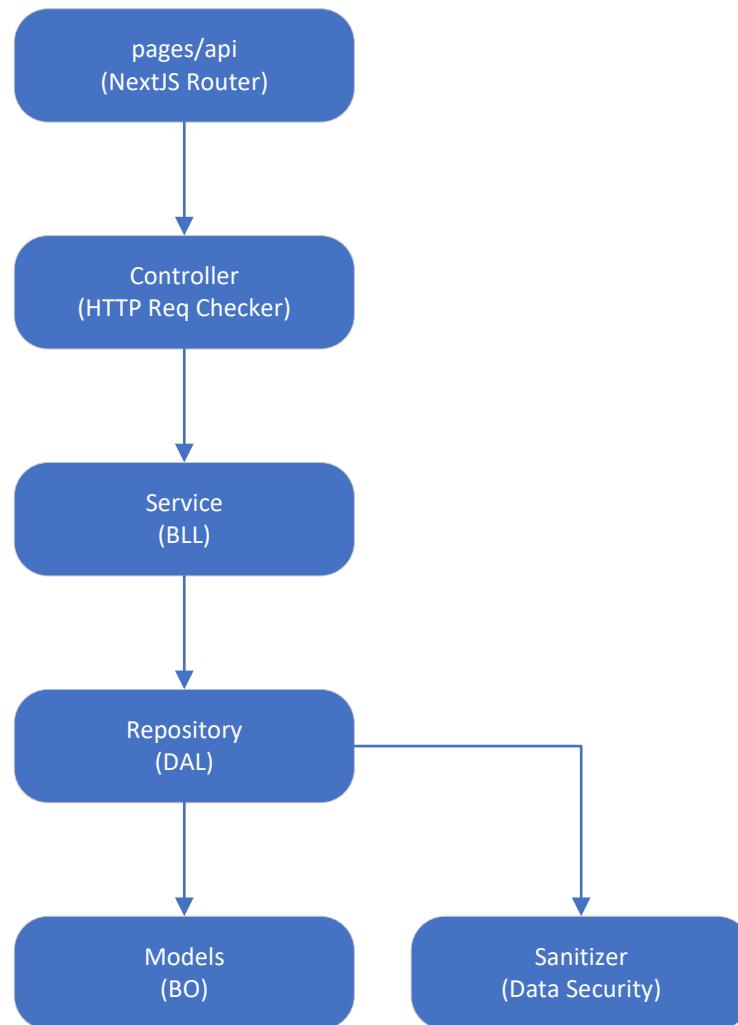 pages/api
(NextJS Router)
Controller
(HTTP Req Checker)
Service
(BLL)
Repository
(DAL)
Models
(BO)
Sanitizer
(Data Security)